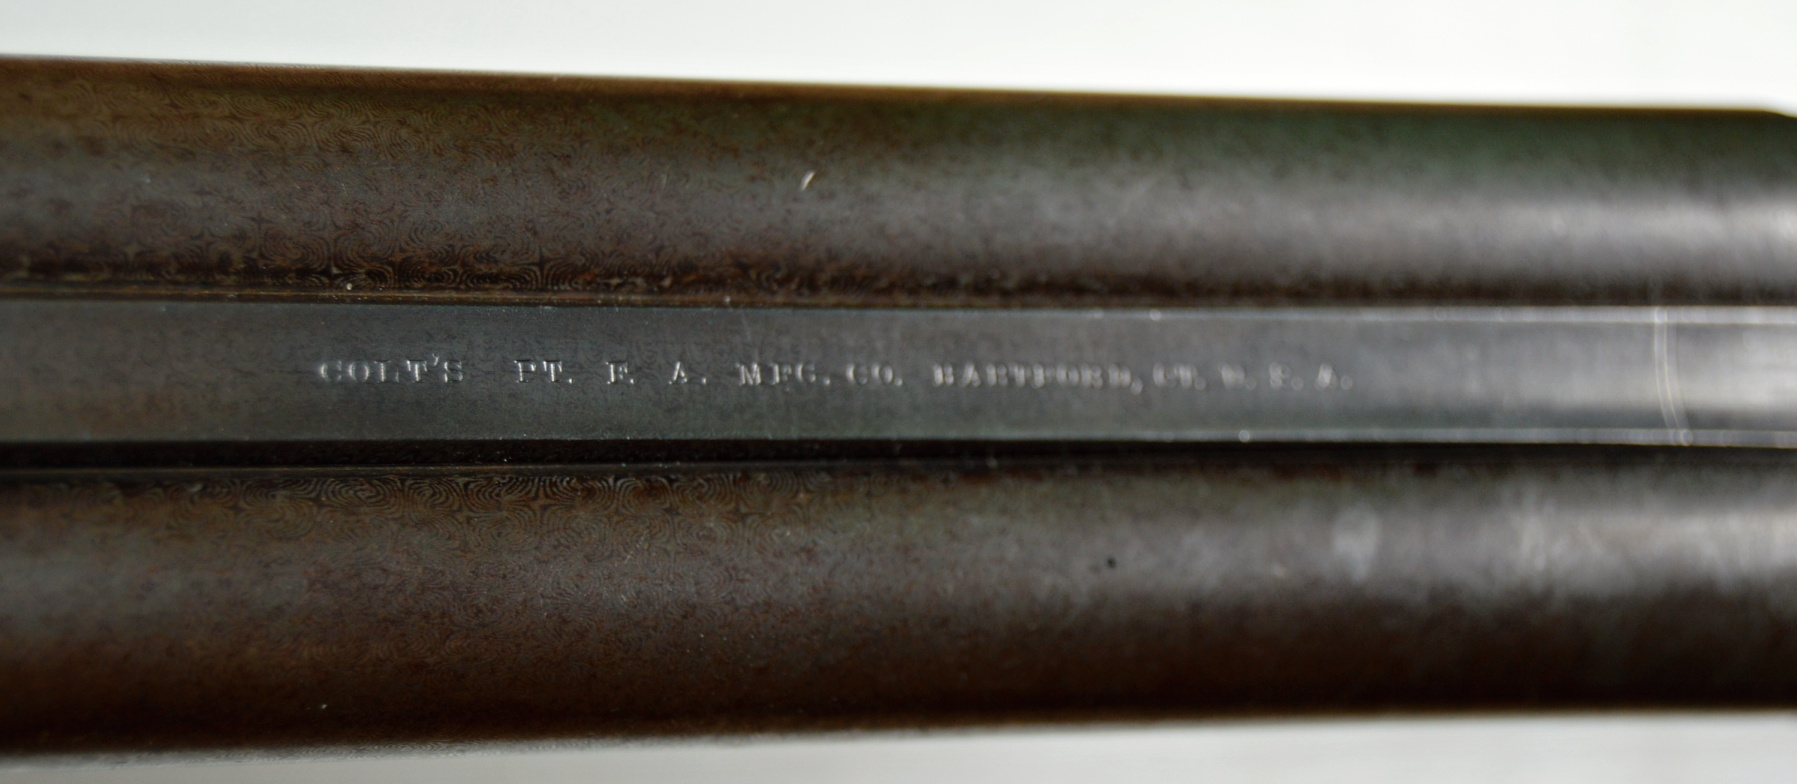 COLT'S PT. F. A. MFG. CO. HARTFORD, CT. U. S. A.